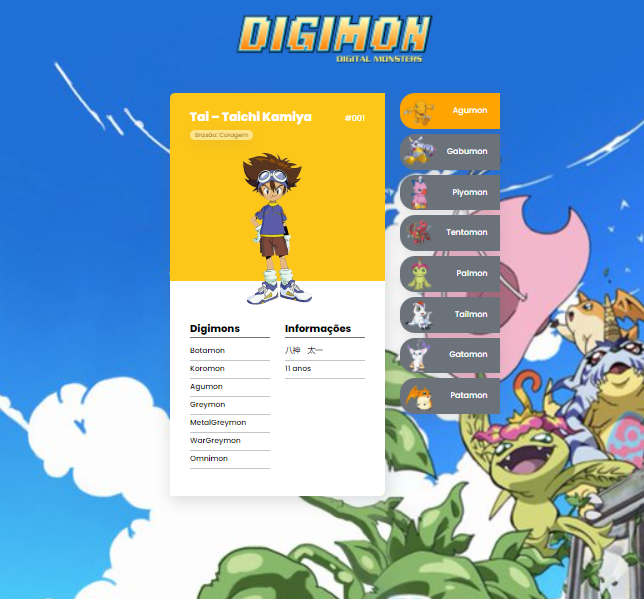 DIGIMON
DIGITAL MONSTERS
Tai – Taichi Kamiya
#001
Brasão: Coragem
Digimons
Botamon
Koromon
Agumon
Greymon
MetalGreymon
WarGreymon
Omnimon
Informações
八神 太一
11 anos
Agumon
Gabumon
Piyomon
Tentomon
Palmon
Tailmon
Gatomon
Patamon